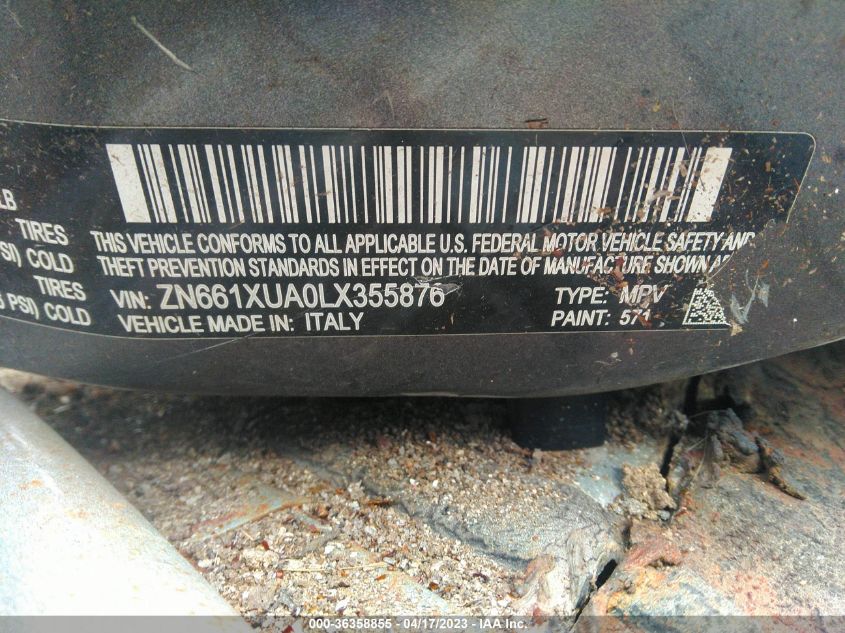 LB
TIRES
SI) COLD
TIRES
PSI) COLD
THIS VEHICLE CONFORMS TO ALL APPLICABLE U.S. FEDERAL MOTOR VEHICLE SAFETY AND
THEFT PREVENTION STANDARDS IN EFFECT ON THE DATE OF MANUFACTURE SHOWN AB
VIN: ZN661XUA0LX355876 TYPE: MPV
VEHICLE MADE IN: ITALY PAINT: 571
000-36358855 04/17/2023 - IAA Inc.